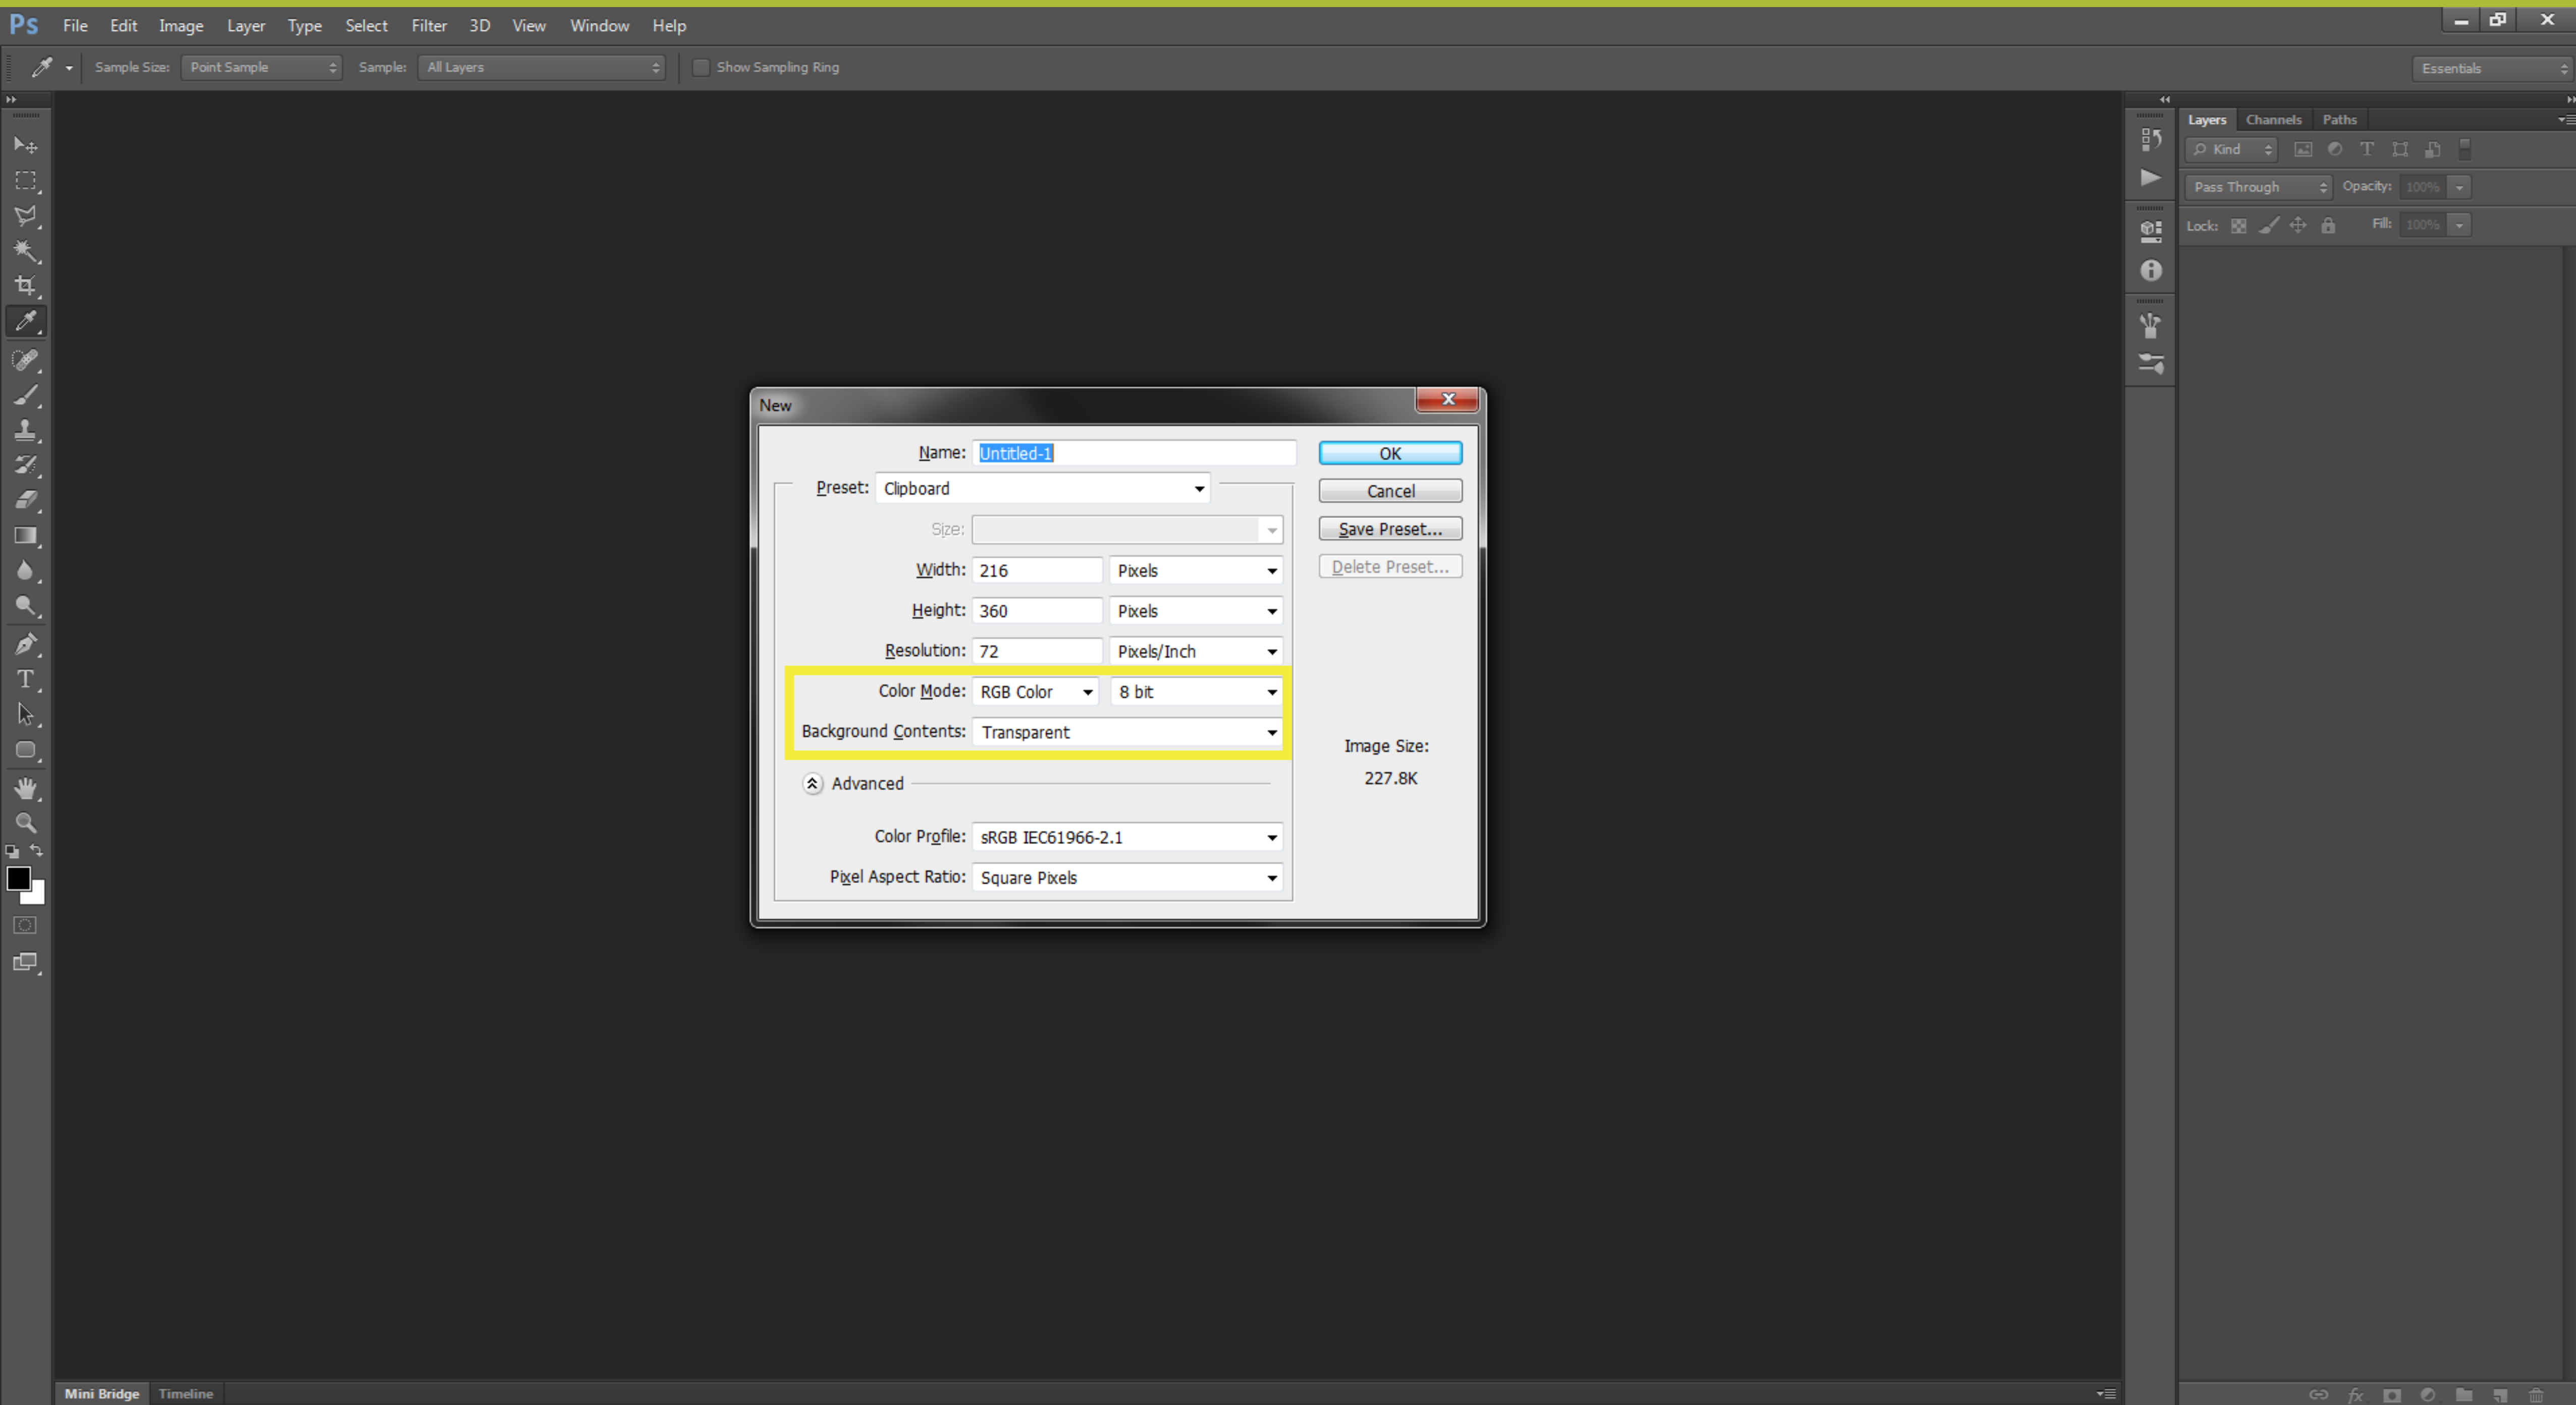 Ps File Edit Image Layer Type Select Filter 3D View Window Help
Sample Size: Point Sample Sample: All Layers Show Sampling Ring Essentials
Layers Channels Paths
Kind
Pass Through Opacity: 100%
Lock: Fill: 100%
New
Name: Untitled-1 OK
Preset: Clipboard Cancel
Size: Save Preset...
Width: 216 Pixels Delete Preset...
Height: 360 Pixels
Resolution: 72 Pixels/Inch
Color Mode: RGB Color 8 bit
Background Contents: Transparent
Image Size:
227.8K
Advanced
Color Profile: sRGB IEC61966-2.1
Pixel Aspect Ratio: Square Pixels
Mini Bridge Timeline